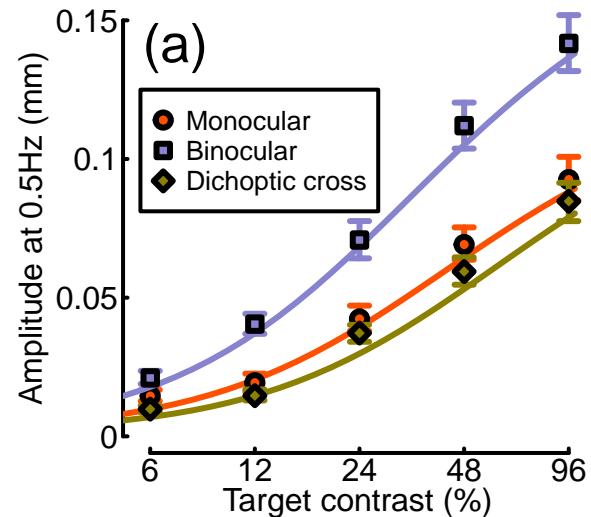 (a)
0.15
0.1
0.05
0
Amplitude at 0.5Hz (mm)
Monocular
Binocular
Dichoptic cross
6 12 24 48 96
Target contrast (%)